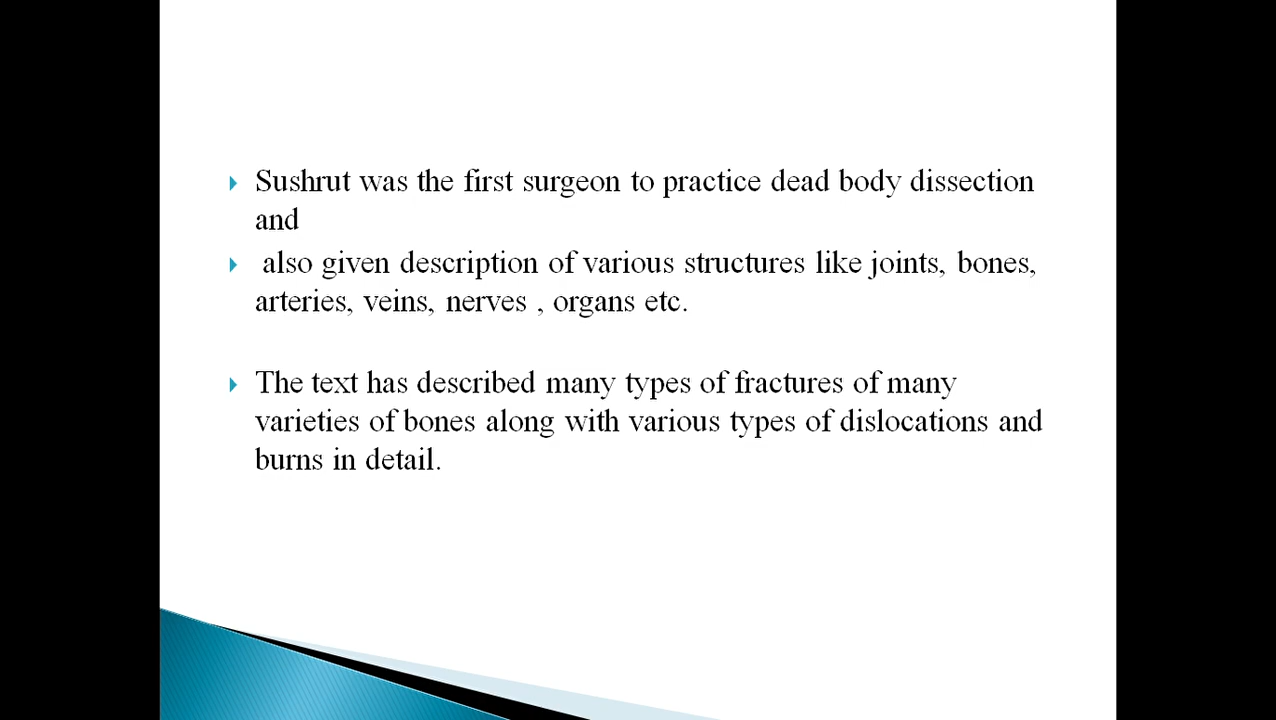 Sushrut was the first surgeon to practice dead body dissection
and
also given description of various structures like joints, bones,
arteries, veins, nerves , organs etc.
The text has described many types of fractures of many
varieties of bones along with various types of dislocations and
burns in detail.